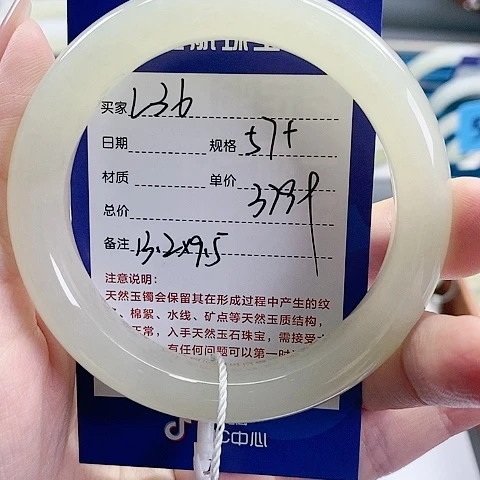 买家 L36
日期 规格 57+
材质 单价
总价
备注 13.2x9.5
注意说明:
天然玉镯会保留其在形成过程中产生的纹
棉絮、水线、矿点等天然玉质结构,
正常，入手天然玉石珠宝，需接受
有任何问题可以第一时
C中心